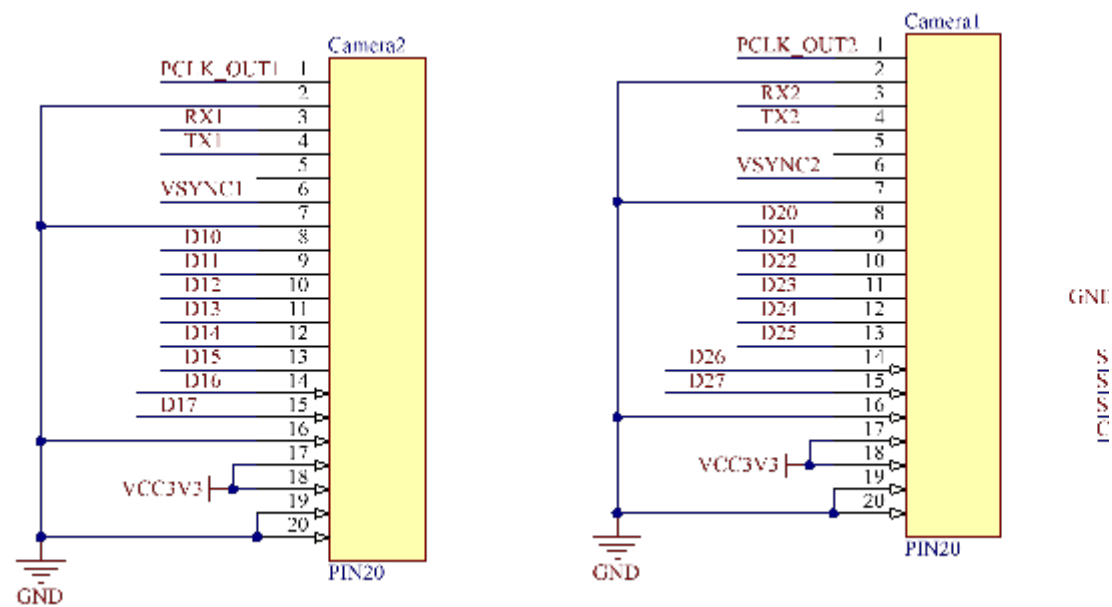 Camera2
PCLK_OUT1 1
2
RX1 3
TX1 4
5
VSYNC1 6
7
D10 8
D11 9
D12 10
D13 11
D14 12
D15 13
D16 14
D17 15
16
17
VCC3V3 18
19
20
PIN20
GND
Camera1
PCLK_OUT2 1
2
RX2 3
TX2 4
5
VSYNC2 6
7
D20 8
D21 9
D22 10
D23 11
D24 12
D25 13
D26 14
D27 15
16
17
VCC3V3 18
19
20
PIN20
GND
GND
S
S
S
C